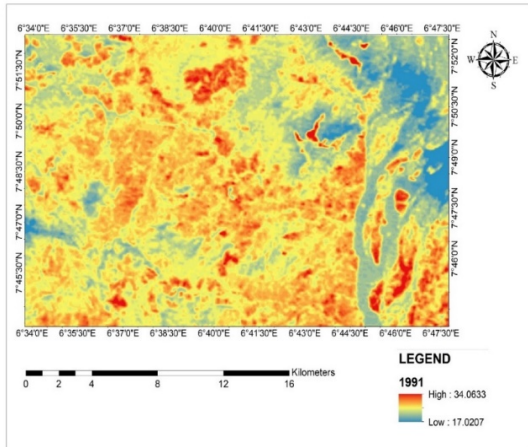 6°34'0"E 6°35'30"E 6°37'0"E 6°38'30"E 6°40'0"E 6°41'30"E 6°43'0"E 6°44'30"E 6°46'0"E 6°47'30"E
N
W E
S
7°51'30"N 7°50'0"N 7°48'30"N 7°47'0"N 7°45'30"N
7°52'0"N 7°50'30"N 7°49'0"N 7°47'30"N 7°46'0"N
6°34'0"E 6°35'30"E 6°37'0"E 6°38'30"E 6°40'0"E 6°41'30"E 6°43'0"E 6°44'30"E 6°46'0"E 6°47'30"E
Kilometers
0 1 2 4 8 12 16
LEGEND
1991
High : 34.0633
Low : 17.0207